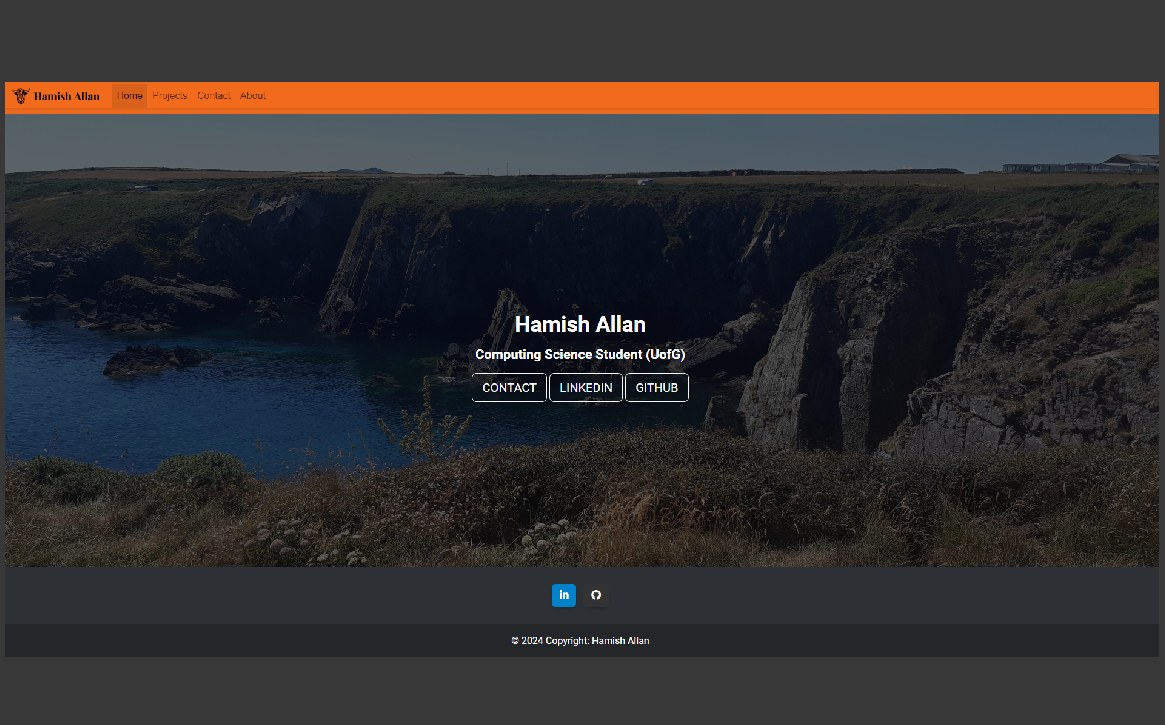 Hamish Allan Home Projects Contact About
Hamish Allan
Computing Science Student (UofG)
CONTACT LINKEDIN GITHUB
in
© 2024 Copyright: Hamish Allan